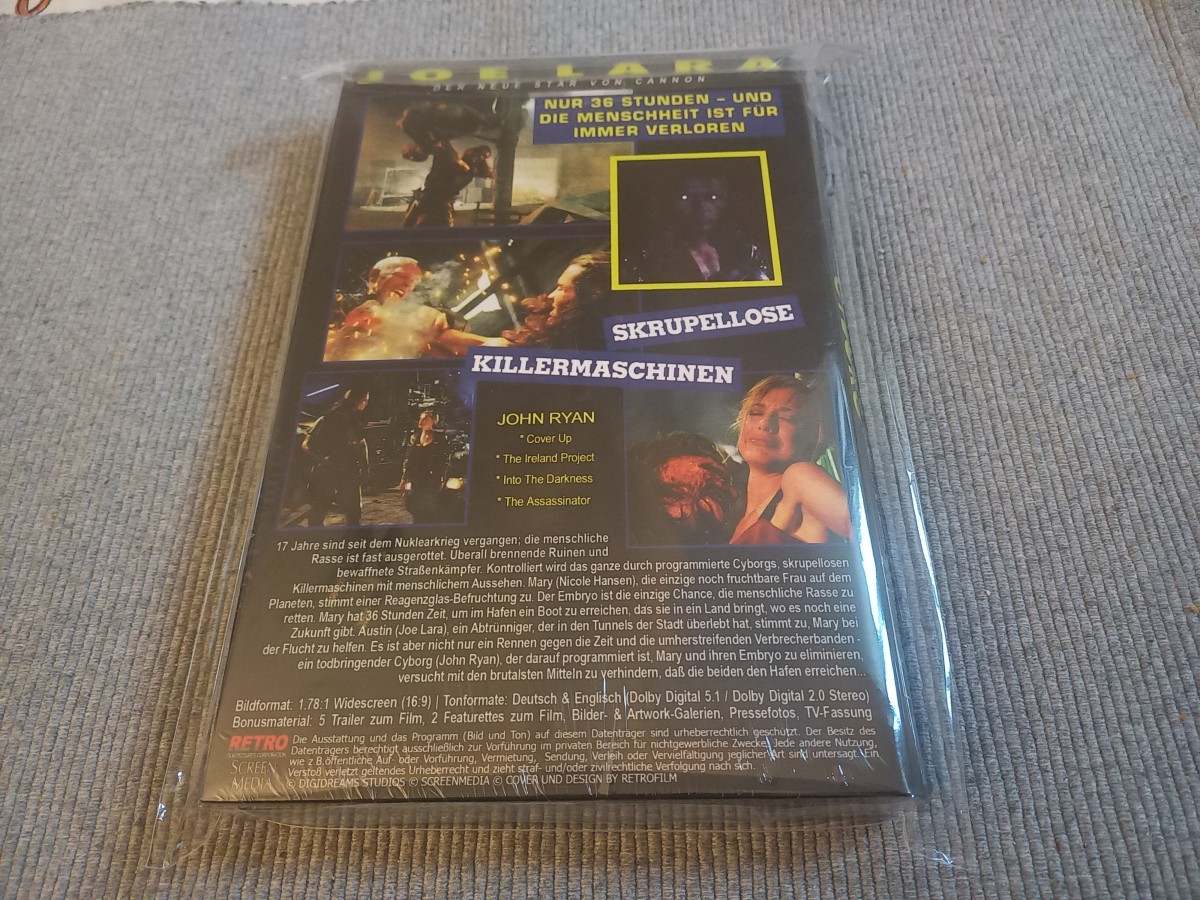 JOE LARA
DER NEUE STAR VON CANNON
NUR 36 STUNDEN – UND
DIE MENSCHHEIT IST FÜR
IMMER VERLOREN
SKRUPELLOSE
KILLERMASCHINEN
JOHN RYAN
* Cover Up
* The Ireland Project
* Into The Darkness
* The Assassinator
17 Jahre sind seit dem Nuklearkrieg vergangen; die menschliche
Rasse ist fast ausgerottet. Überall brennende Ruinen und
bewaffnete Straßenkämpfer. Kontrolliert wird das ganze durch programmierte Cyborgs, skrupellosen
Killermaschinen mit menschlichem Aussehen. Mary (Nicole Hansen), die einzige noch fruchtbare Frau auf dem
Planeten, stimmt einer Reagenzglas-Befruchtung zu. Der Embryo ist die einzige Chance, die menschliche Rasse zu
retten. Mary hat 36 Stunden Zeit, um im Hafen ein Boot zu erreichen, das sie in ein Land bringt, wo es noch eine
Zukunft gibt. Austin (Joe Lara), ein Abtrünniger, der in den Tunnels der Stadt überlebt hat, stimmt zu, Mary bei
der Flucht zu helfen. Es ist aber nicht nur ein Rennen gegen die Zeit und die umherstreifenden Verbrecherbanden -
ein todbringender Cyborg (John Ryan), der darauf programmiert ist, Mary und ihren Embryo zu eliminieren,
versucht mit den brutalsten Mitteln zu verhindern, daß die beiden den Hafen erreichen...
Bildformat: 1.78:1 Widescreen (16:9) | Tonformate: Deutsch & Englisch (Dolby Digital 5.1 / Dolby Digital 2.0 Stereo)
Bonusmaterial: 5 Trailer zum Film, 2 Featurettes zum Film, Bilder- & Artwork-Galerien, Pressefotos, TV-Fassung
RETRO
Die Ausstattung und das Programm (Bild und Ton) auf diesem Datenträger sind urheberrechtlich geschützt. Der Besitz des
Datenträgers berechtigt ausschließlich zur Vorführung im privaten Bereich für nichtgewerbliche Zwecke. Jede andere Nutzung,
wie z.B.öffentliche Auf- oder Vorführung, Vermietung, Sendung, Verleih oder Vervielfältigung jeglicher Art sind untersagt. Ein
Verstoß verletzt geltendes Urheberrecht und zieht straf- und/oder zivilrechtliche Verfolgung nach sich.
SCREEN
MEDIA
© DIGIDREAMS STUDIOS © SCREENMEDIA © COVER UND DESIGN BY RETROFILM